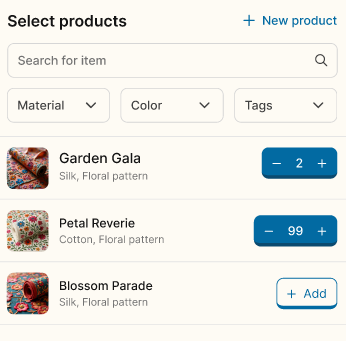 Select products
+ New product
Search for item
Material
Color
Tags
Garden Gala
Silk, Floral pattern
− 2 +
Petal Reverie
Cotton, Floral pattern
− 99 +
Blossom Parade
Silk, Floral pattern
+ Add